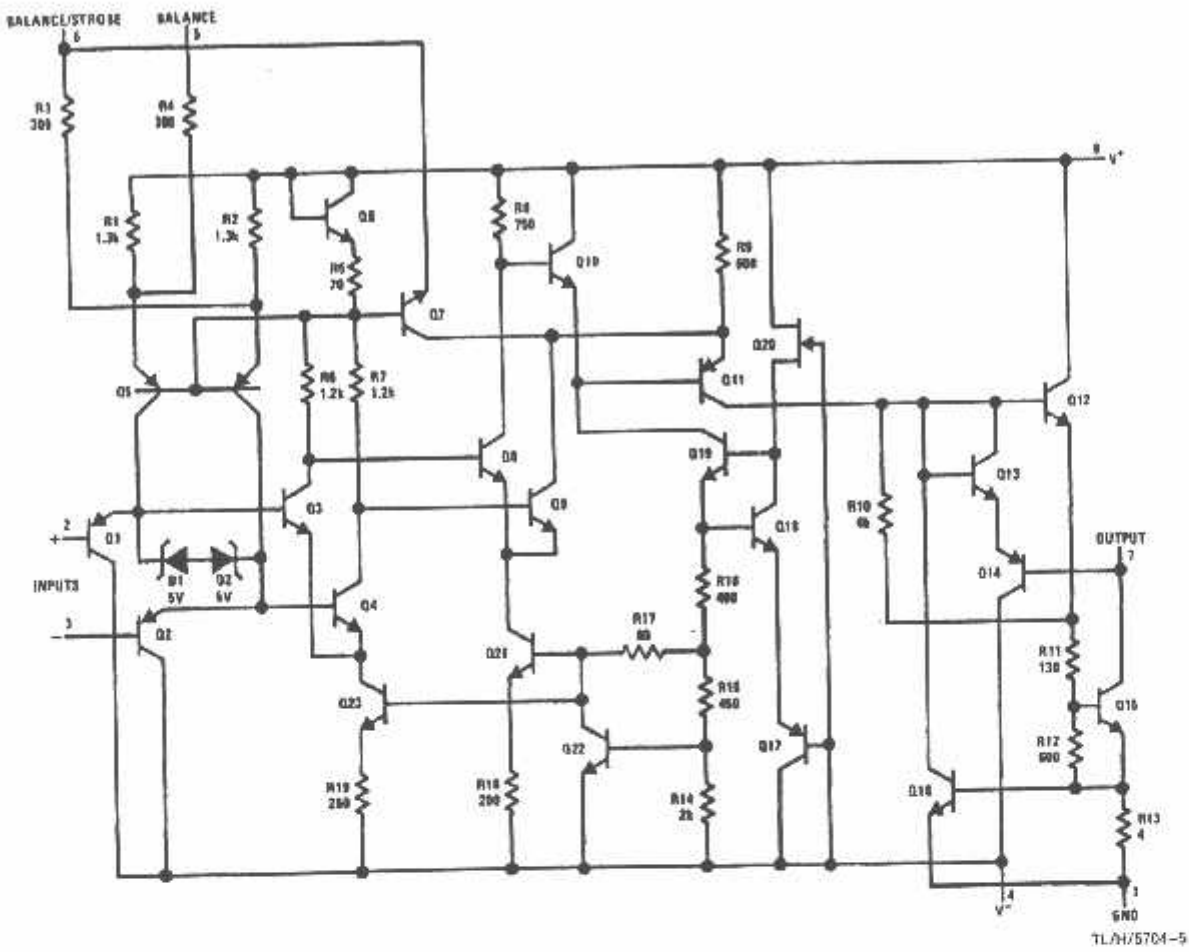 BALANCE/STROBE
6
BALANCE
5
R3
300
R4
300
8
V+
R1
1.3k
R2
1.3k
Q6
R5
70
R8
750
Q10
R9
600
Q7
Q20
Q5
R6
1.2k
R7
1.2k
Q11
Q12
Q8
Q19
Q13
Q3
Q9
Q18
R10
4k
OUTPUT
7
2
+
Q1
INPUTS
D1
5V
D2
5V
Q14
3
–
Q2
Q4
R16
400
R17
Q21
R11
130
Q23
R15
450
Q15
Q22
Q17
R12
600
R19
250
R18
200
R14
2k
Q16
R13
4
4
V-
1
GND
TL/H/5704–5